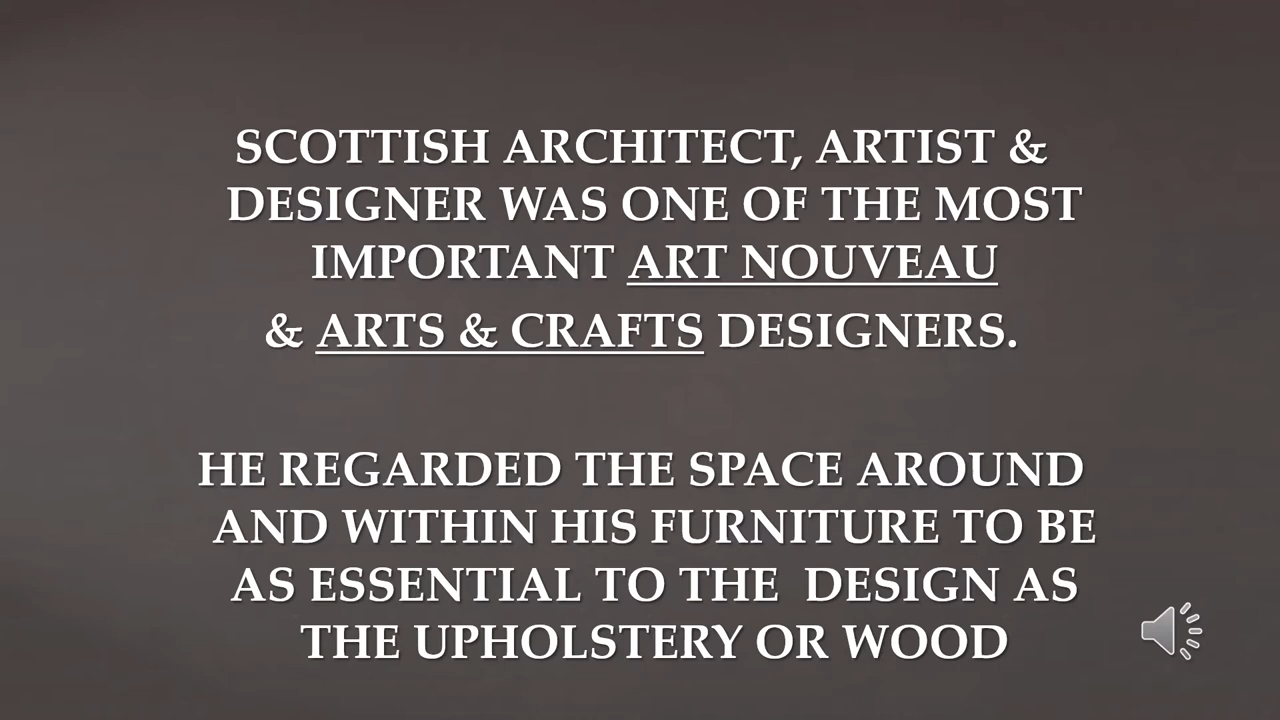 SCOTTISH ARCHITECT, ARTIST &
DESIGNER WAS ONE OF THE MOST
IMPORTANT ART NOUVEAU
& ARTS & CRAFTS DESIGNERS.
HE REGARDED THE SPACE AROUND
AND WITHIN HIS FURNITURE TO BE
AS ESSENTIAL TO THE  DESIGN AS
THE UPHOLSTERY OR WOOD